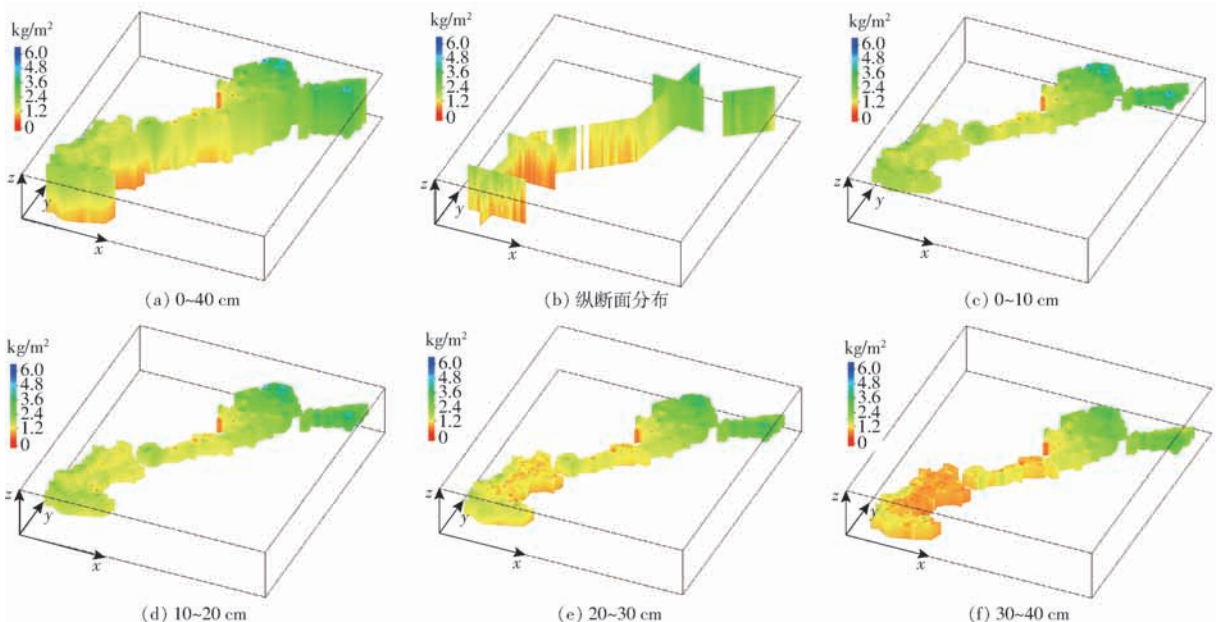 kg/m²
6.0
4.8
3.6
2.4
1.2
0
z
y
x
(a) 0~40 cm
kg/m²
6.0
4.8
3.6
2.4
1.2
0
z
y
x
(b) 纵断面分布
kg/m²
6.0
4.8
3.6
2.4
1.2
0
z
y
x
(c) 0~10 cm
kg/m²
6.0
4.8
3.6
2.4
1.2
0
z
y
x
(d) 10~20 cm
kg/m²
6.0
4.8
3.6
2.4
1.2
0
z
y
x
(e) 20~30 cm
kg/m²
6.0
4.8
3.6
2.4
1.2
0
z
y
x
(f) 30~40 cm